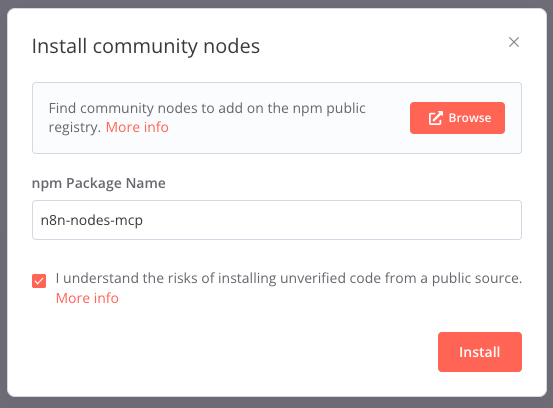 Install community nodes
Find community nodes to add on the npm public
registry. More info
Browse
npm Package Name
n8n-nodes-mcp
I understand the risks of installing unverified code from a public source.
More info
Install